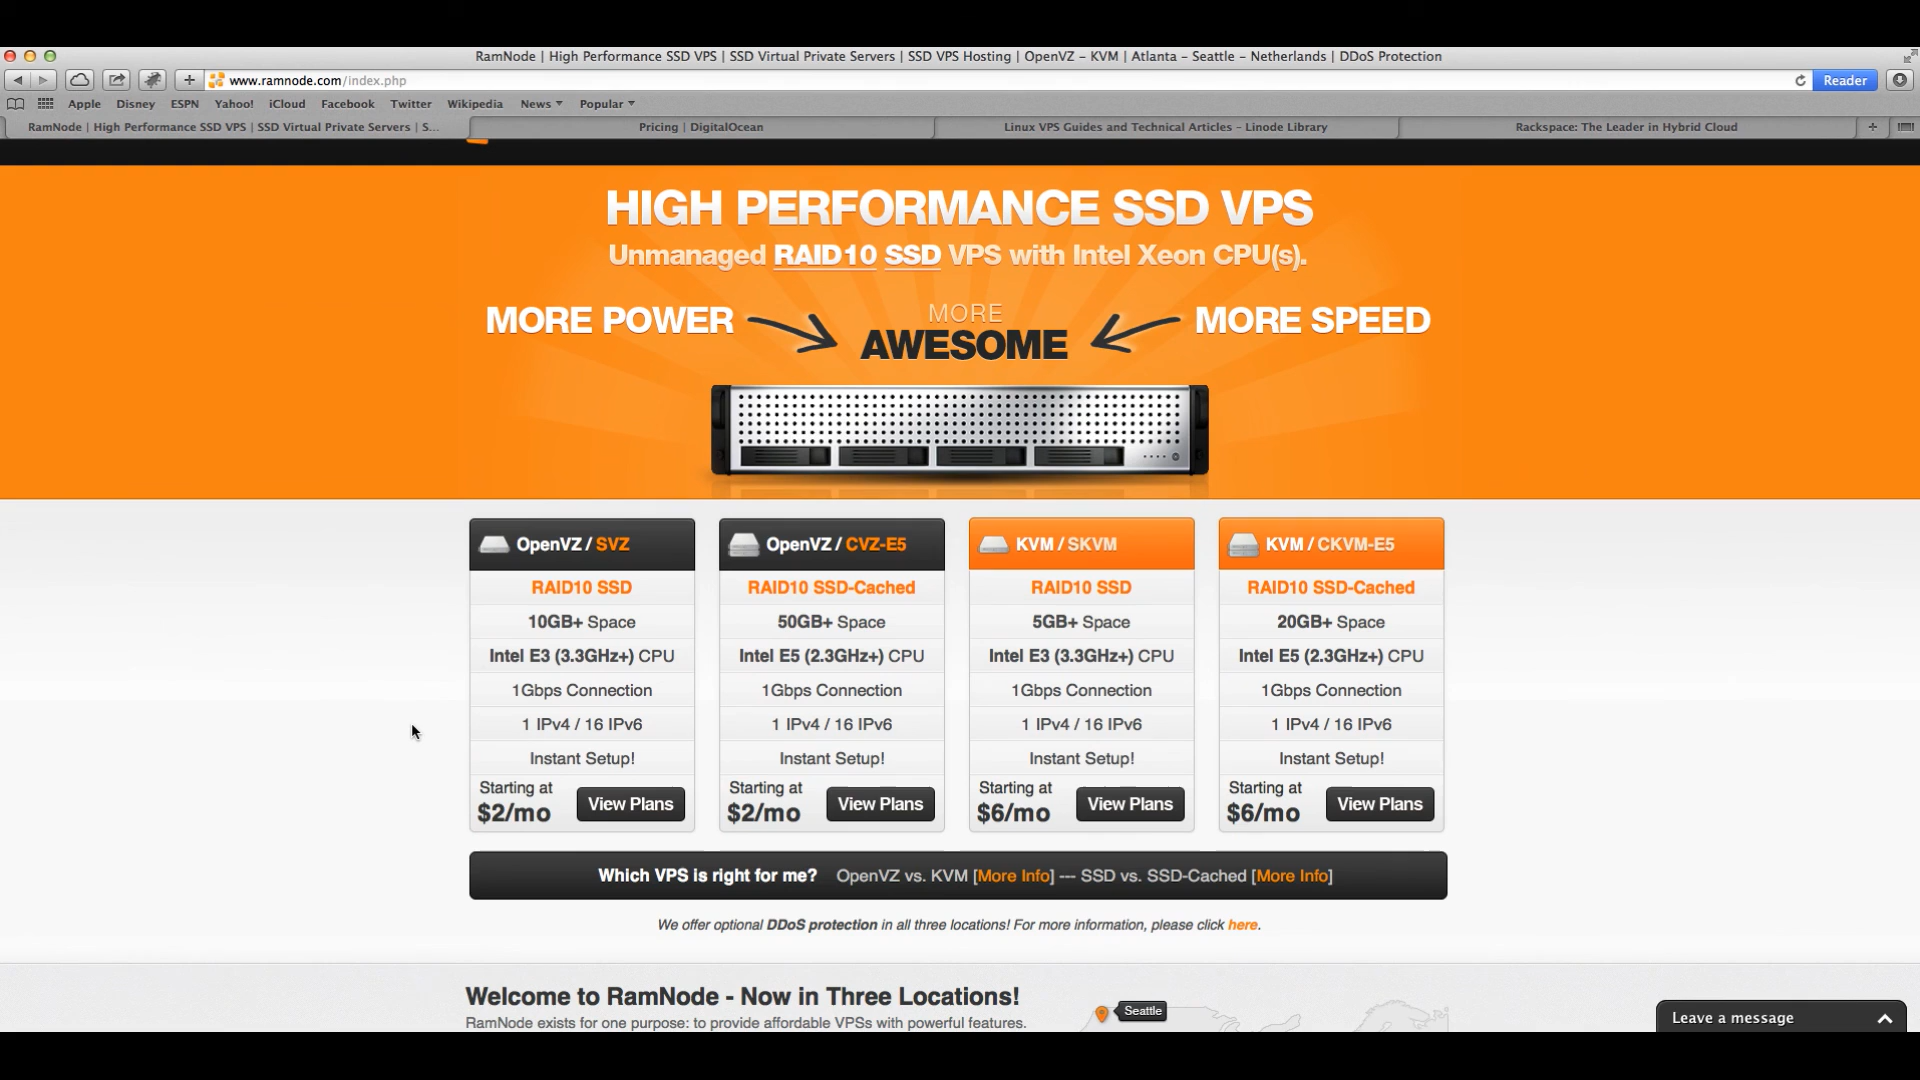 RamNode | High Performance SSD VPS | SSD Virtual Private Servers | SSD VPS Hosting | OpenVZ – KVM | Atlanta – Seattle – Netherlands | DDoS Protection
www.ramnode.com/index.php
Reader
Apple Disney ESPN Yahoo! iCloud Facebook Twitter Wikipedia News Popular
RamNode | High Performance SSD VPS | SSD Virtual Private Servers | S... Pricing | DigitalOcean Linux VPS Guides and Technical Articles – Linode Library Rackspace: The Leader in Hybrid Cloud
HIGH PERFORMANCE SSD VPS
Unmanaged RAID10 SSD VPS with Intel Xeon CPU(s).
MORE POWER
MORE
AWESOME
MORE SPEED
OpenVZ / SVZ
RAID10 SSD
10GB+ Space
Intel E3 (3.3GHz+) CPU
1Gbps Connection
1 IPv4 / 16 IPv6
Instant Setup!
Starting at
$2/mo
View Plans
OpenVZ / CVZ-E5
RAID10 SSD-Cached
50GB+ Space
Intel E5 (2.3GHz+) CPU
1Gbps Connection
1 IPv4 / 16 IPv6
Instant Setup!
Starting at
$2/mo
View Plans
KVM / SKVM
RAID10 SSD
5GB+ Space
Intel E3 (3.3GHz+) CPU
1Gbps Connection
1 IPv4 / 16 IPv6
Instant Setup!
Starting at
$6/mo
View Plans
KVM / CKVM-E5
RAID10 SSD-Cached
20GB+ Space
Intel E5 (2.3GHz+) CPU
1Gbps Connection
1 IPv4 / 16 IPv6
Instant Setup!
Starting at
$6/mo
View Plans
Which VPS is right for me? OpenVZ vs. KVM [More Info] --- SSD vs. SSD-Cached [More Info]
We offer optional DDoS protection in all three locations! For more information, please click here.
Welcome to RamNode - Now in Three Locations!
RamNode exists for one purpose: to provide affordable VPSs with powerful features.
Seattle
Leave a message